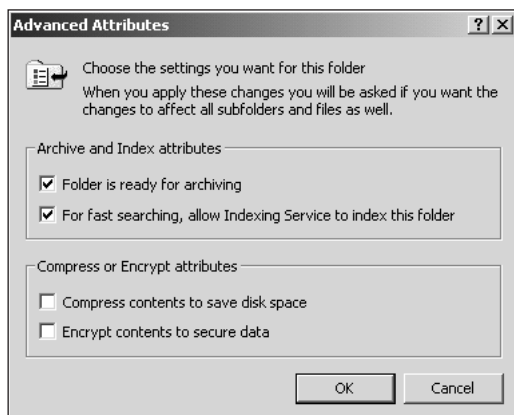 Advanced Attributes
Choose the settings you want for this folder
When you apply these changes you will be asked if you want the
changes to affect all subfolders and files as well.
Archive and Index attributes
Folder is ready for archiving
For fast searching, allow Indexing Service to index this folder
Compress or Encrypt attributes
Compress contents to save disk space
Encrypt contents to secure data
OK
Cancel